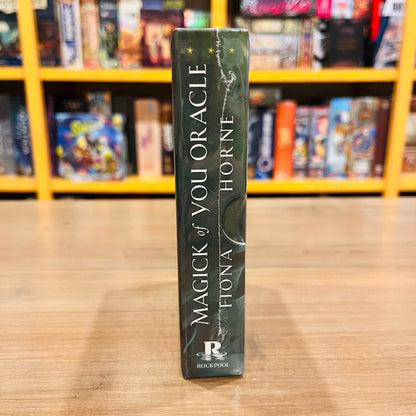 MAGICK of YOU ORACLE
FIONA HORNE
R
ROCKPOOL